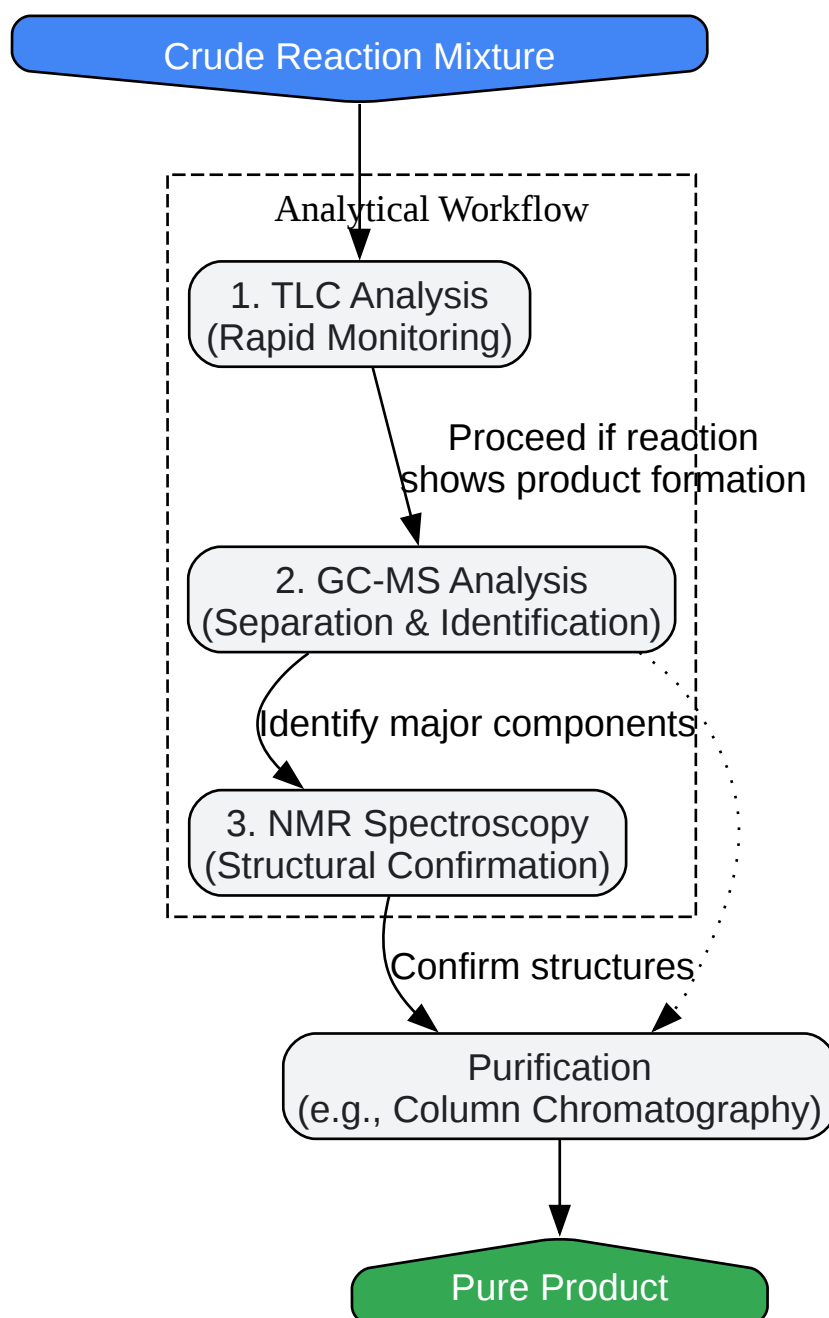 Crude Reaction Mixture
Analytical Workflow
1. TLC Analysis
(Rapid Monitoring)
Proceed if reaction
shows product formation
2. GC-MS Analysis
(Separation & Identification)
Identify major components
3. NMR Spectroscopy
(Structural Confirmation)
Confirm structures
Purification
(e.g., Column Chromatography)
Pure Product